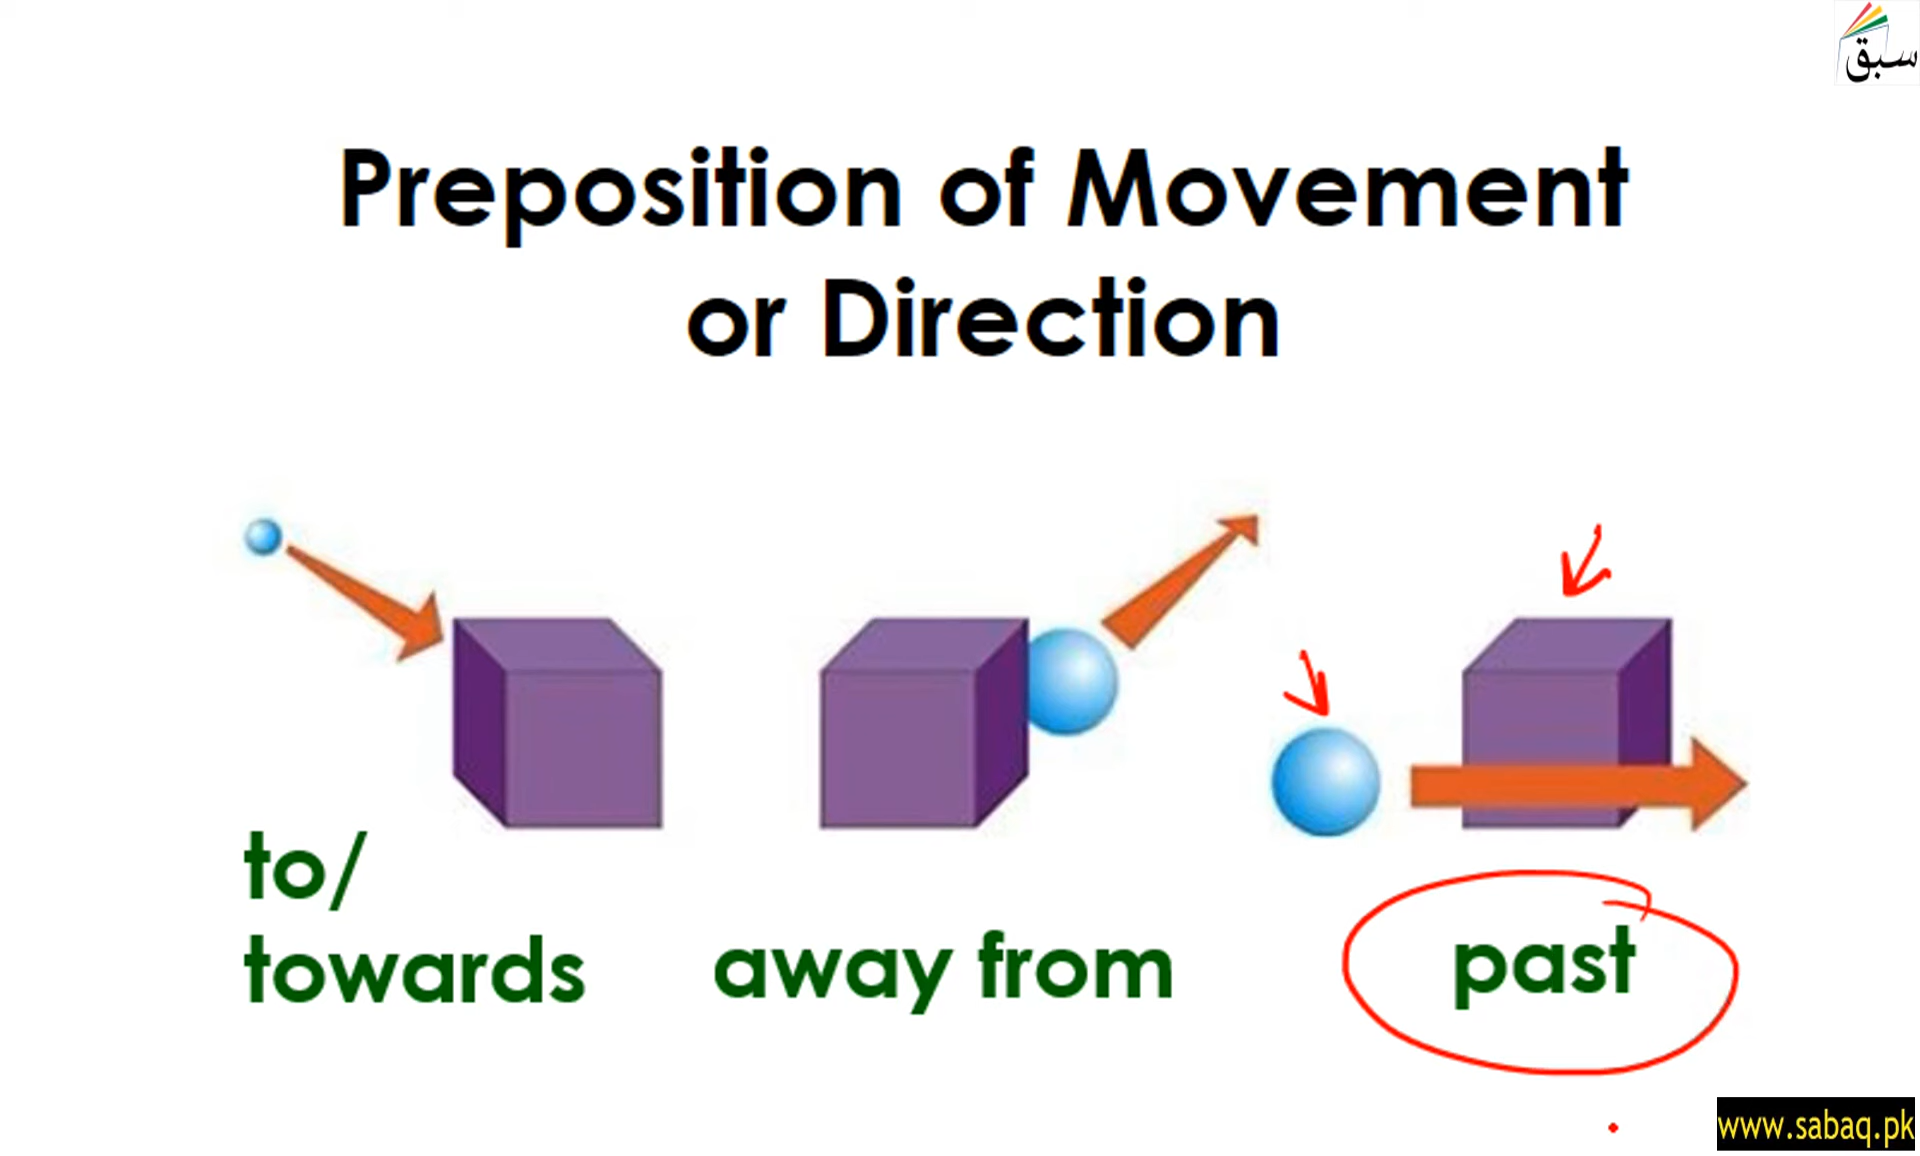 سبق
Preposition of Movement
or Direction
to/
towards
away from
past
www.sabaq.pk